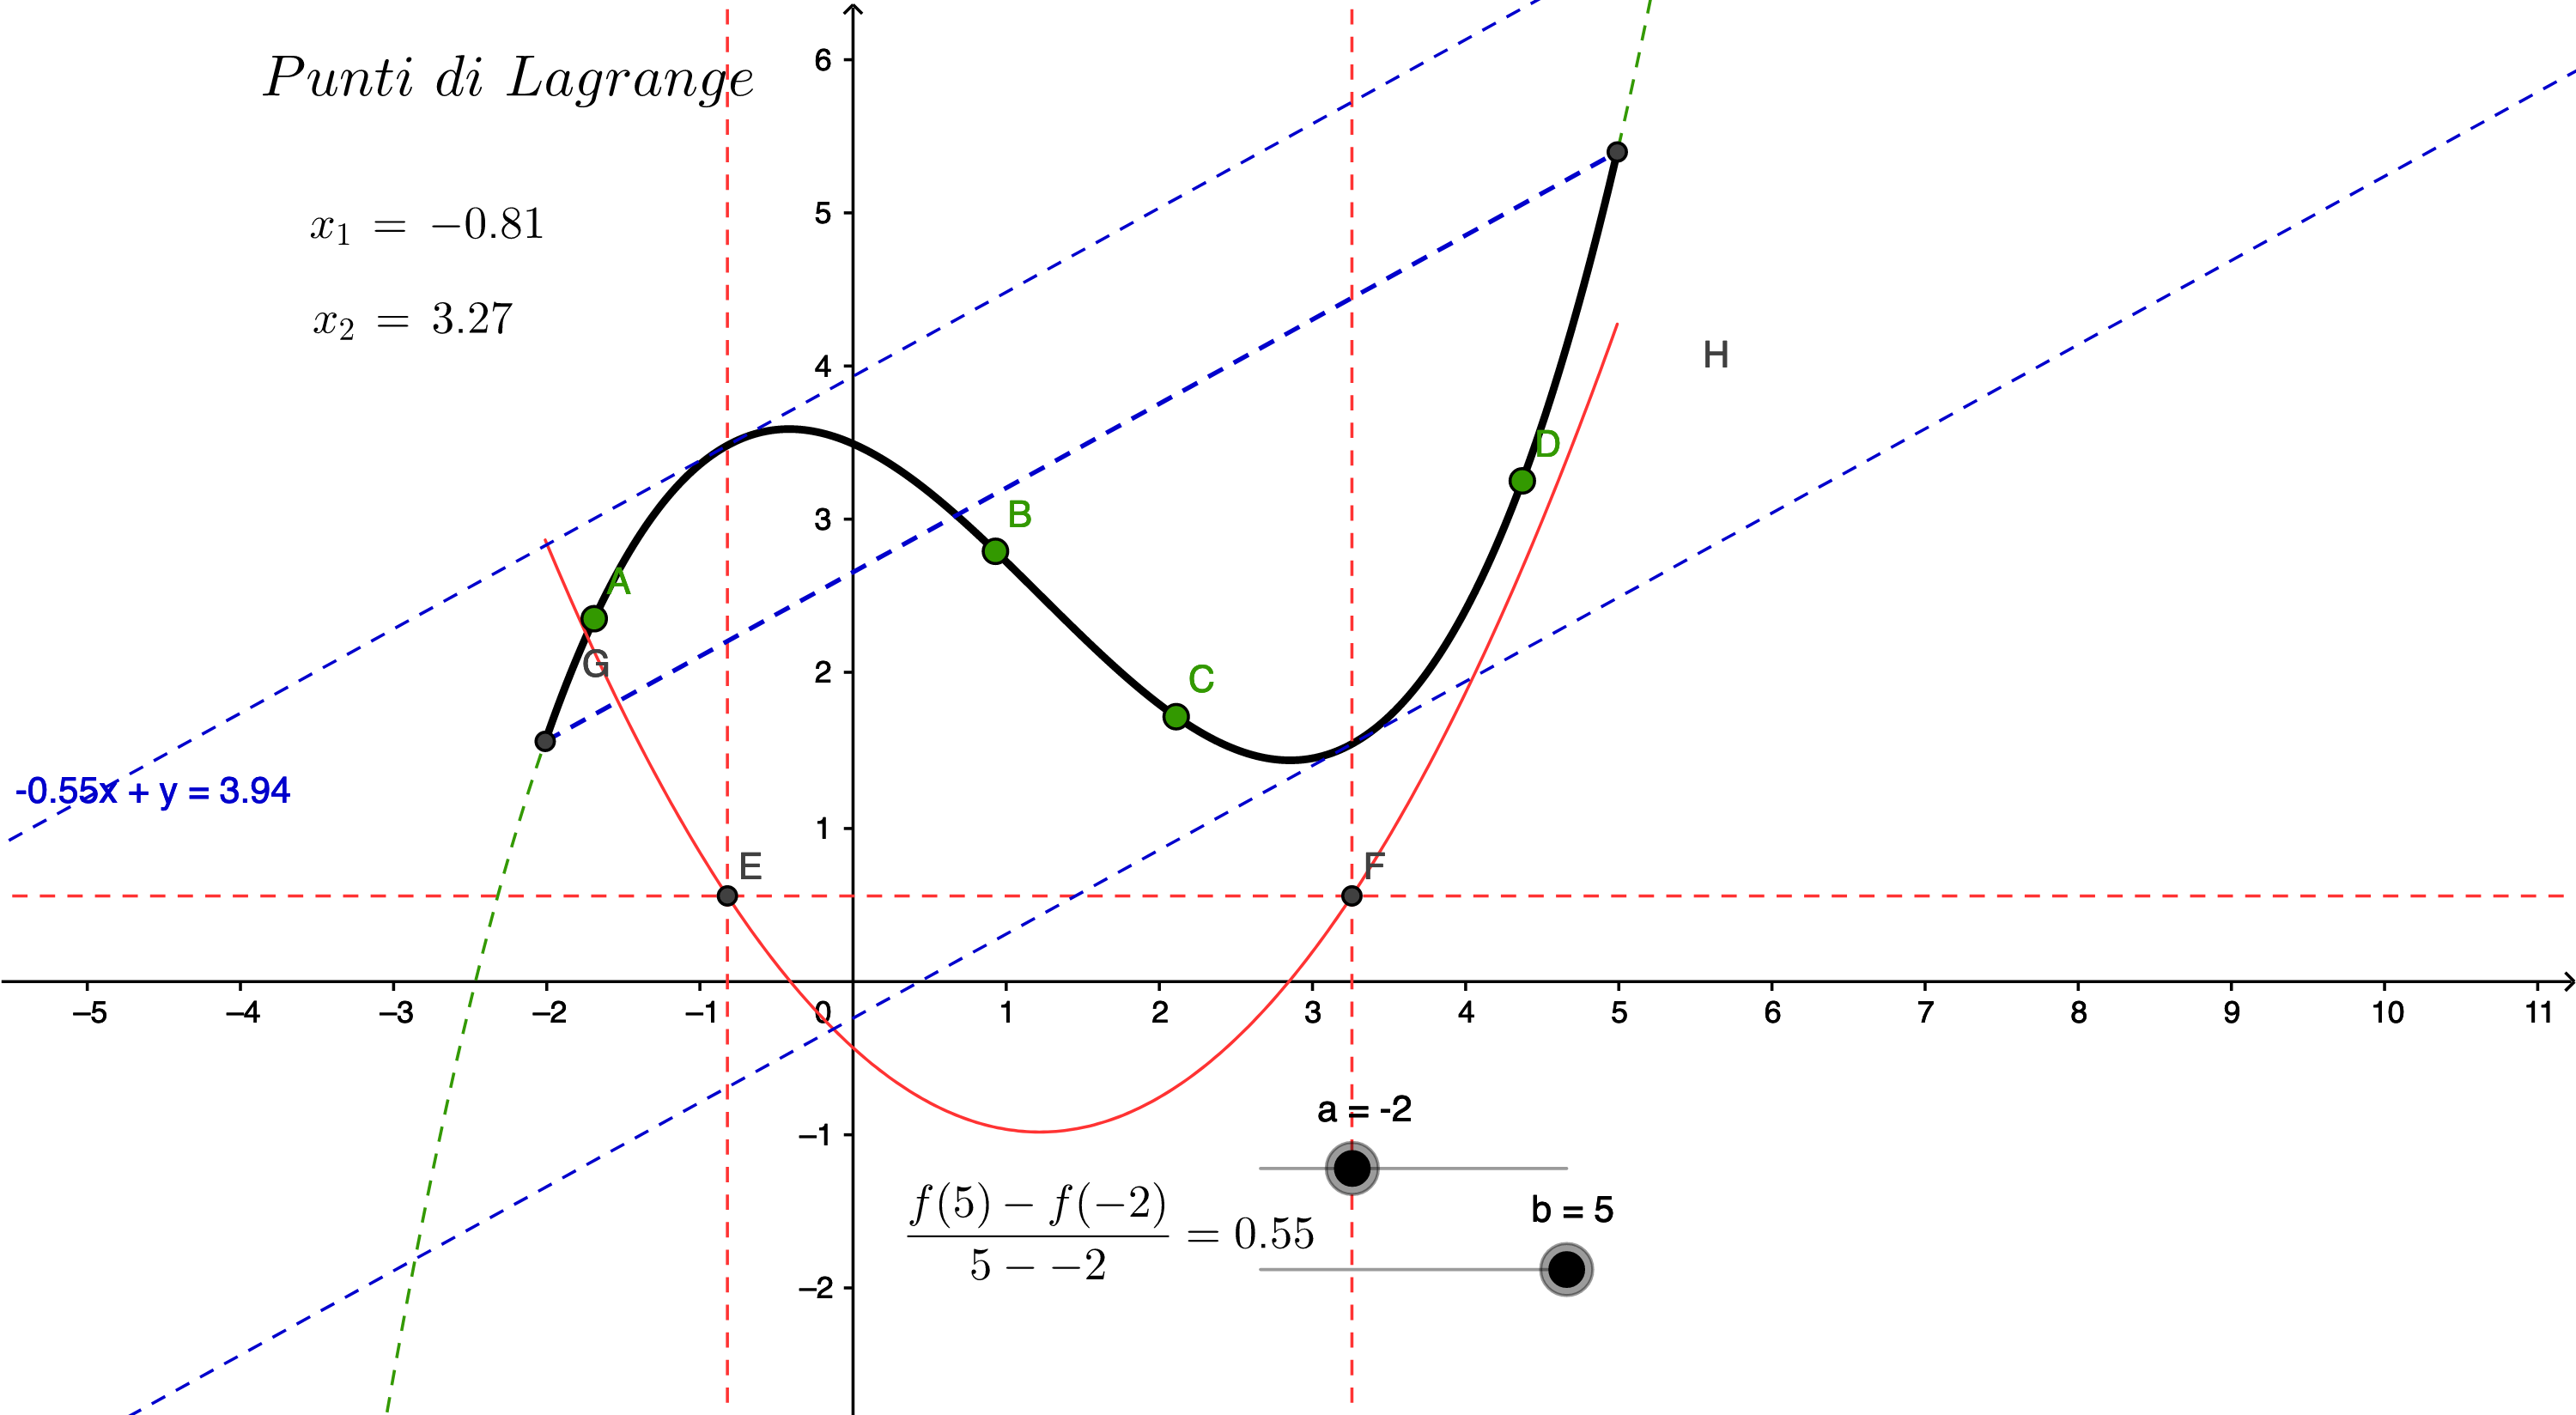 Punti di Lagrange
x₁ = −0.81
x₂ = 3.27
-0.55x + y = 3.94
A
B
C
D
E
F
G
H
6
5
4
3
2
1
−1
−2
−5 −4 −3 −2 −1 0 1 2 3 4 5 6 7 8 9 10 11
a = -2
b = 5
f(5) − f(−2)
5 − −2
= 0.55